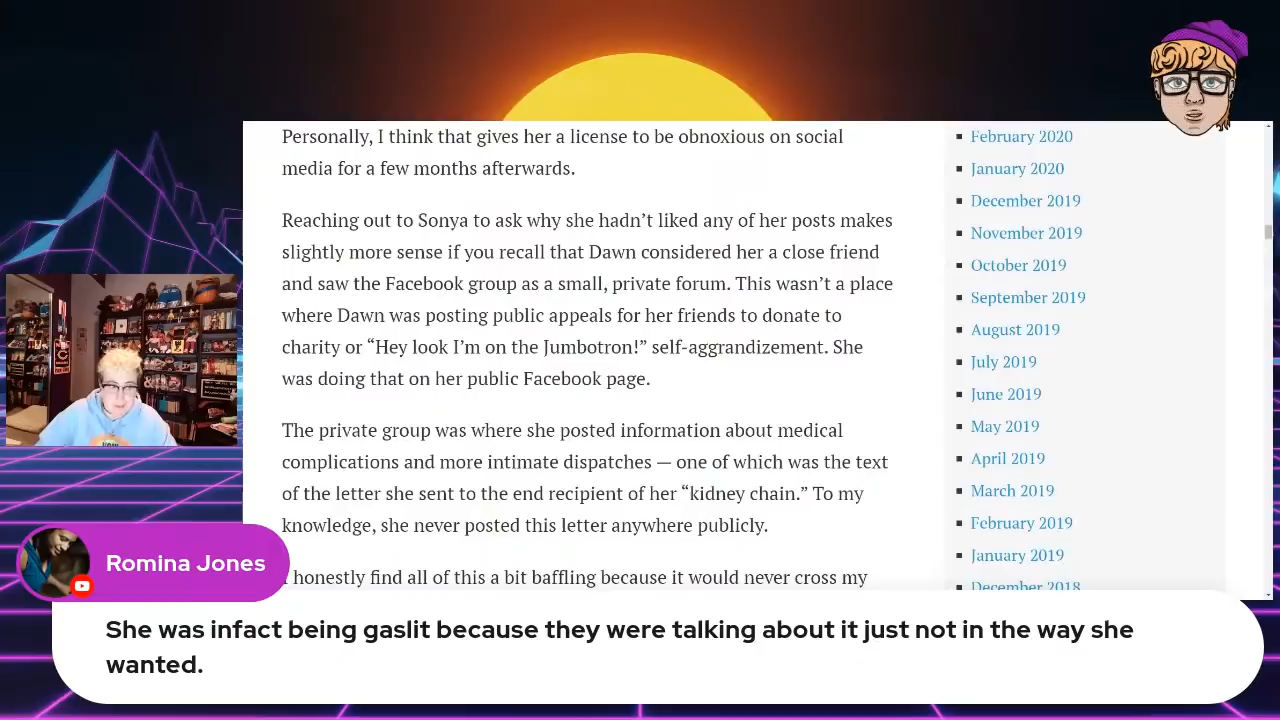 Personally, I think that gives her a license to be obnoxious on social
media for a few months afterwards.
Reaching out to Sonya to ask why she hadn’t liked any of her posts makes
slightly more sense if you recall that Dawn considered her a close friend
and saw the Facebook group as a small, private forum. This wasn’t a place
where Dawn was posting public appeals for her friends to donate to
charity or “Hey look I’m on the Jumbotron!” self-aggrandizement. She
was doing that on her public Facebook page.
The private group was where she posted information about medical
complications and more intimate dispatches — one of which was the text
of the letter she sent to the end recipient of her “kidney chain.” To my
knowledge, she never posted this letter anywhere publicly.
I honestly find all of this a bit baffling because it would never cross my
February 2020
January 2020
December 2019
November 2019
October 2019
September 2019
August 2019
July 2019
June 2019
May 2019
April 2019
March 2019
February 2019
January 2019
December 2018
Romina Jones
She was infact being gaslit because they were talking about it just not in the way she
wanted.